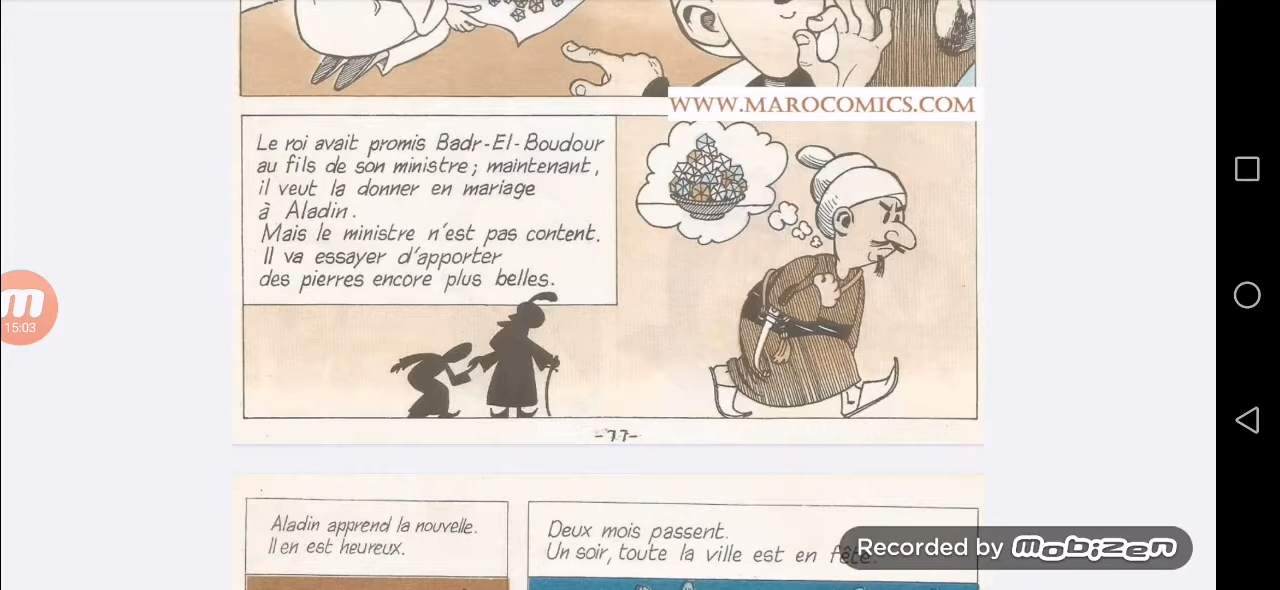 WWW.MAROCOMICS.COM
Le roi avait promis Badr-El-Boudour
au fils de son ministre; maintenant,
il veut la donner en mariage
à Aladin.
Mais le ministre n'est pas content.
Il va essayer d'apporter
des pierres encore plus belles.
15:03
-77-
Aladin apprend la nouvelle.
Il en est heureux.
Deux mois passent.
Un soir, toute la ville est en fête.
Recorded by mobizen